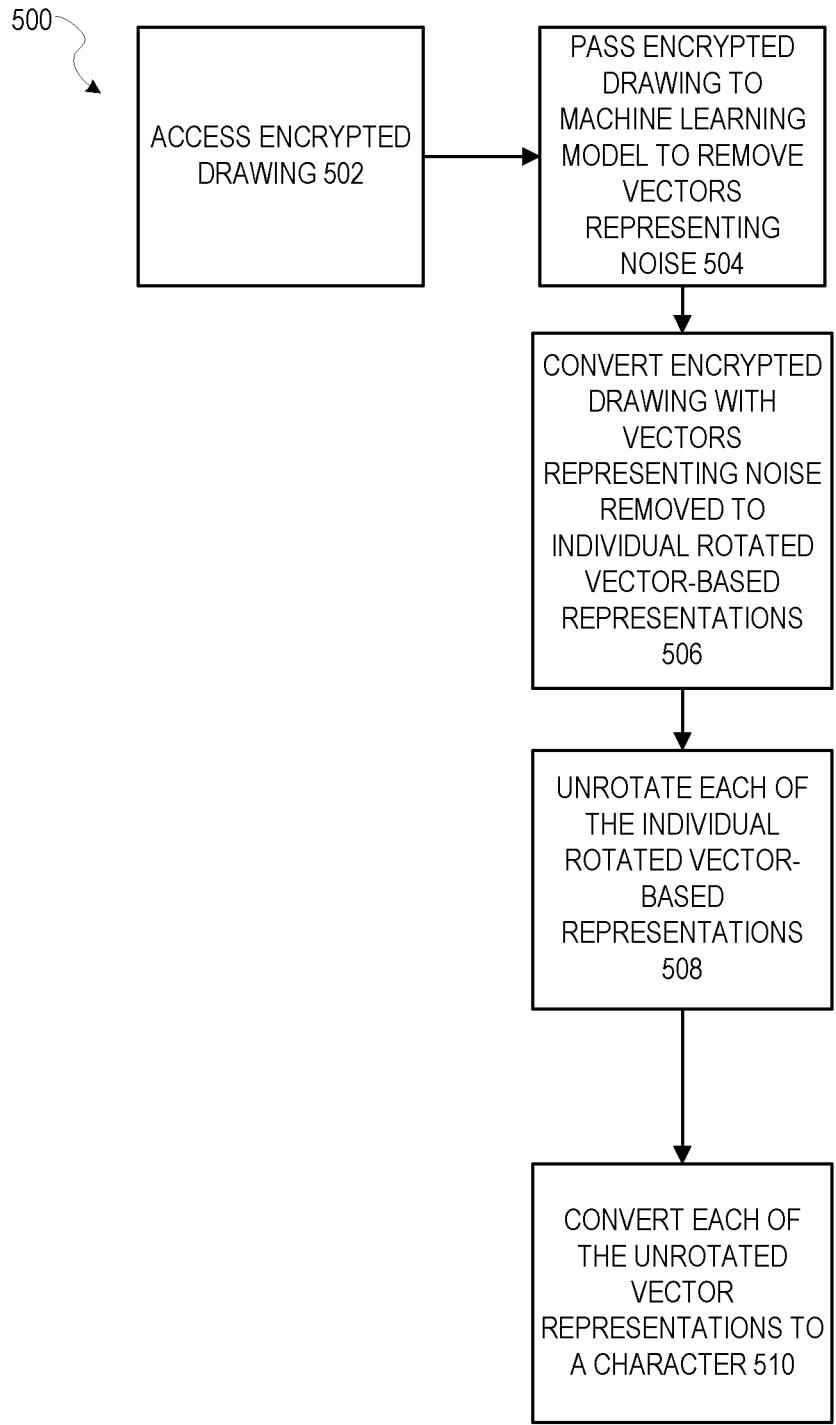 500
ACCESS ENCRYPTED
DRAWING 502
PASS ENCRYPTED
DRAWING TO
MACHINE LEARNING
MODEL TO REMOVE
VECTORS
REPRESENTING
NOISE 504
CONVERT ENCRYPTED
DRAWING WITH
VECTORS
REPRESENTING NOISE
REMOVED TO
INDIVIDUAL ROTATED
VECTOR-BASED
REPRESENTATIONS
506
UNROTATE EACH OF
THE INDIVIDUAL
ROTATED VECTOR-
BASED
REPRESENTATIONS
508
CONVERT EACH OF
THE UNROTATED
VECTOR
REPRESENTATIONS TO
A CHARACTER 510